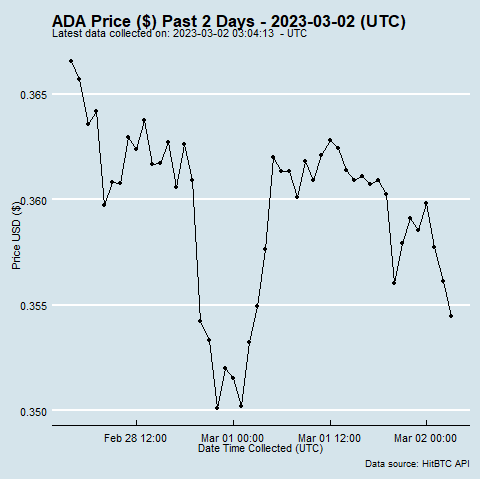 ADA Price ($) Past 2 Days - 2023-03-02 (UTC)
Latest data collected on: 2023-03-02 03:04:13 - UTC
0.365
0.360
Price USD ($)
0.355
0.350
Feb 28 12:00
Mar 01 00:00
Mar 01 12:00
Mar 02 00:00
Date Time Collected (UTC)
Data source: HitBTC API